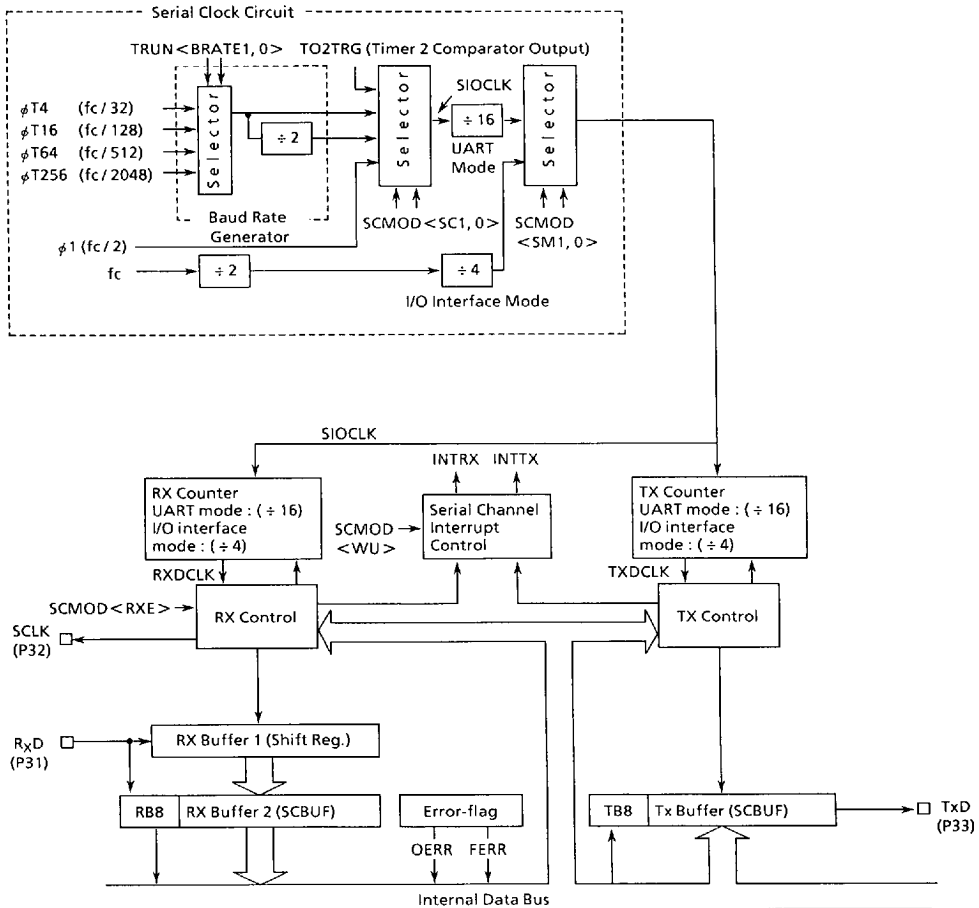 Serial Clock Circuit
TRUN<BRATE1, 0>
TO2TRG (Timer 2 Comparator Output)
SIOCLK
φT4 (fc / 32)
φT16 (fc / 128)
φT64 (fc / 512)
φT256 (fc / 2048)
Selector
÷ 2
Selector
÷ 16
UART
Mode
Selector
Baud Rate
Generator
SCMOD<SC1, 0>
SCMOD
<SM1, 0>
φ1 (fc / 2)
fc
÷ 2
÷ 4
I/O Interface Mode
SIOCLK
INTRX INTTX
RX Counter
UART mode : (÷ 16)
I/O interface
mode : (÷ 4)
SCMOD
<WU>
Serial Channel
Interrupt
Control
TX Counter
UART mode : (÷ 16)
I/O interface
mode : (÷ 4)
RXDCLK
TXDCLK
SCMOD<RXE>
RX Control
TX Control
SCLK
(P32)
RXD
(P31)
RX Buffer 1 (Shift Reg.)
RB8
RX Buffer 2 (SCBUF)
Error-flag
TB8
Tx Buffer (SCBUF)
TxD
(P33)
OERR FERR
Internal Data Bus